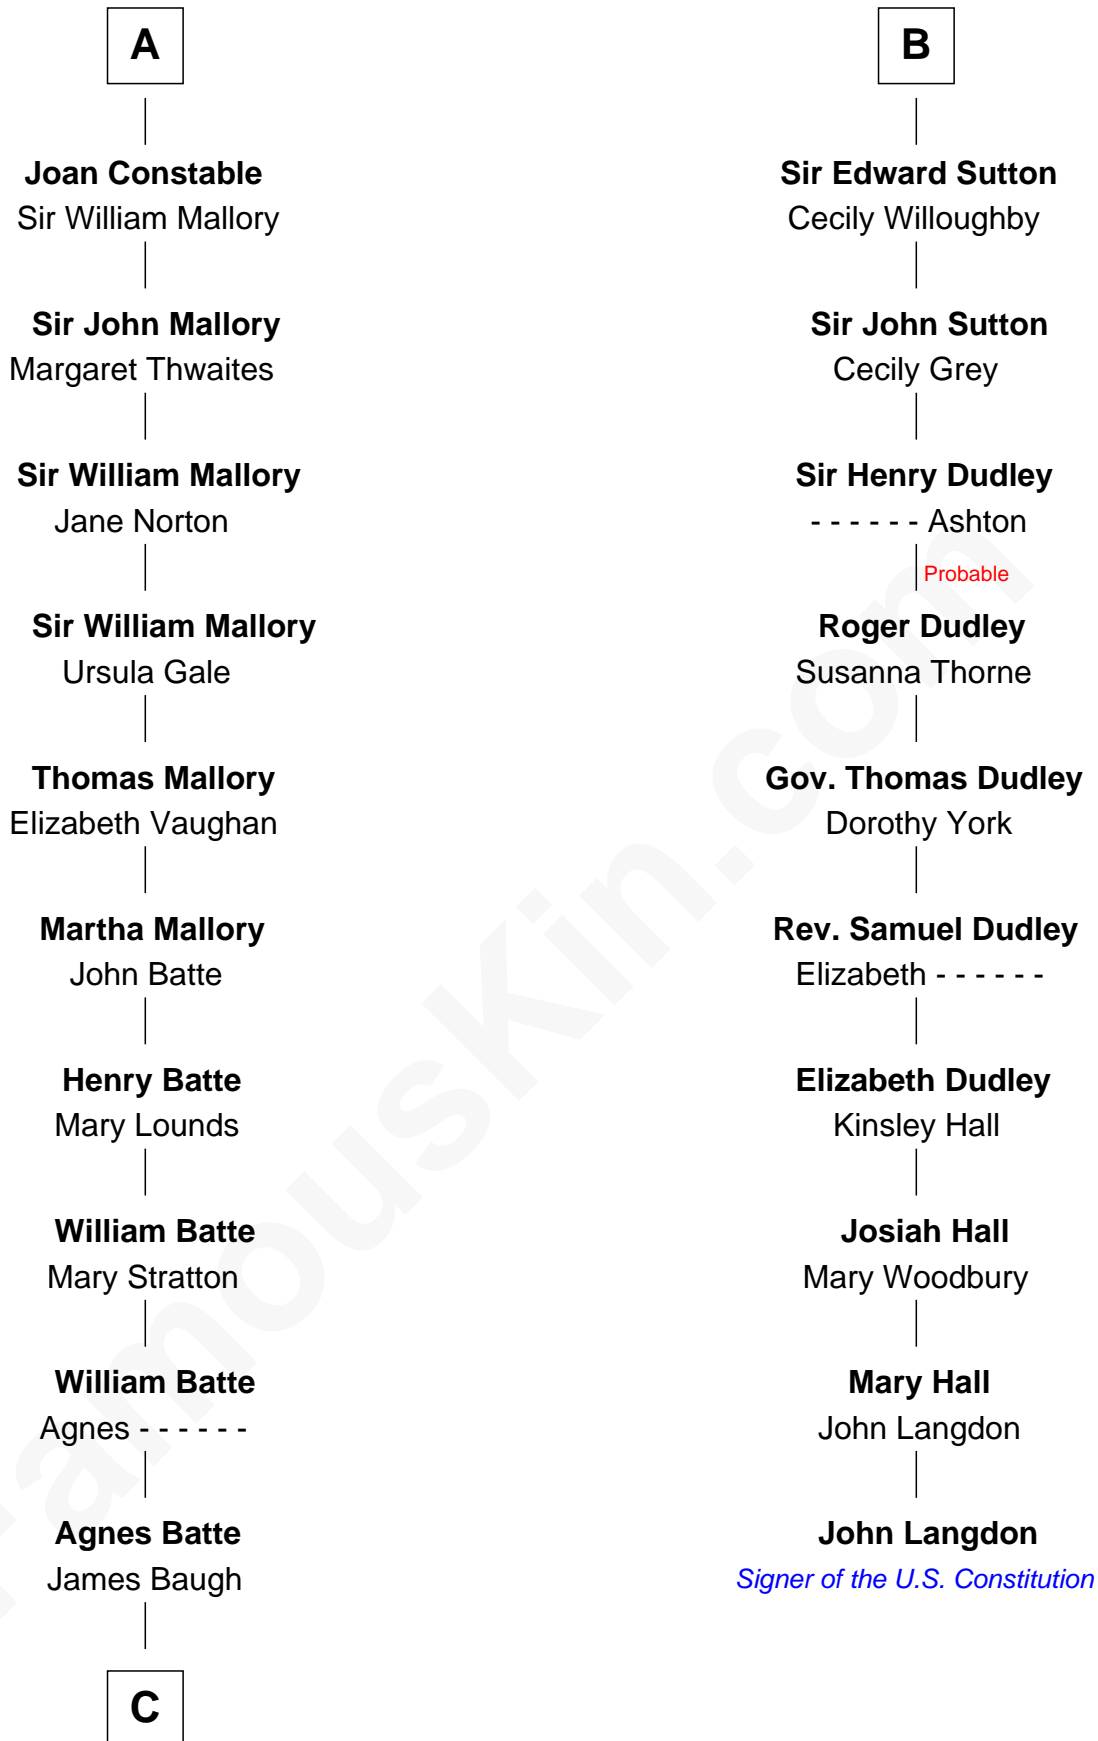 A
Joan Constable
Sir William Mallory
Sir John Mallory
Margaret Thwaites
Sir William Mallory
Jane Norton
Sir William Mallory
Ursula Gale
Thomas Mallory
Elizabeth Vaughan
Martha Mallory
John Batte
Henry Batte
Mary Lounds
William Batte
Mary Stratton
William Batte
Agnes - - - - - -
Agnes Batte
James Baugh
C
B
Sir Edward Sutton
Cecily Willoughby
Sir John Sutton
Cecily Grey
Sir Henry Dudley
- - - - - - Ashton
Probable
Roger Dudley
Susanna Thorne
Gov. Thomas Dudley
Dorothy York
Rev. Samuel Dudley
Elizabeth - - - - - -
Elizabeth Dudley
Kinsley Hall
Josiah Hall
Mary Woodbury
Mary Hall
John Langdon
John Langdon
Signer of the U.S. Constitution
FamousKin.com